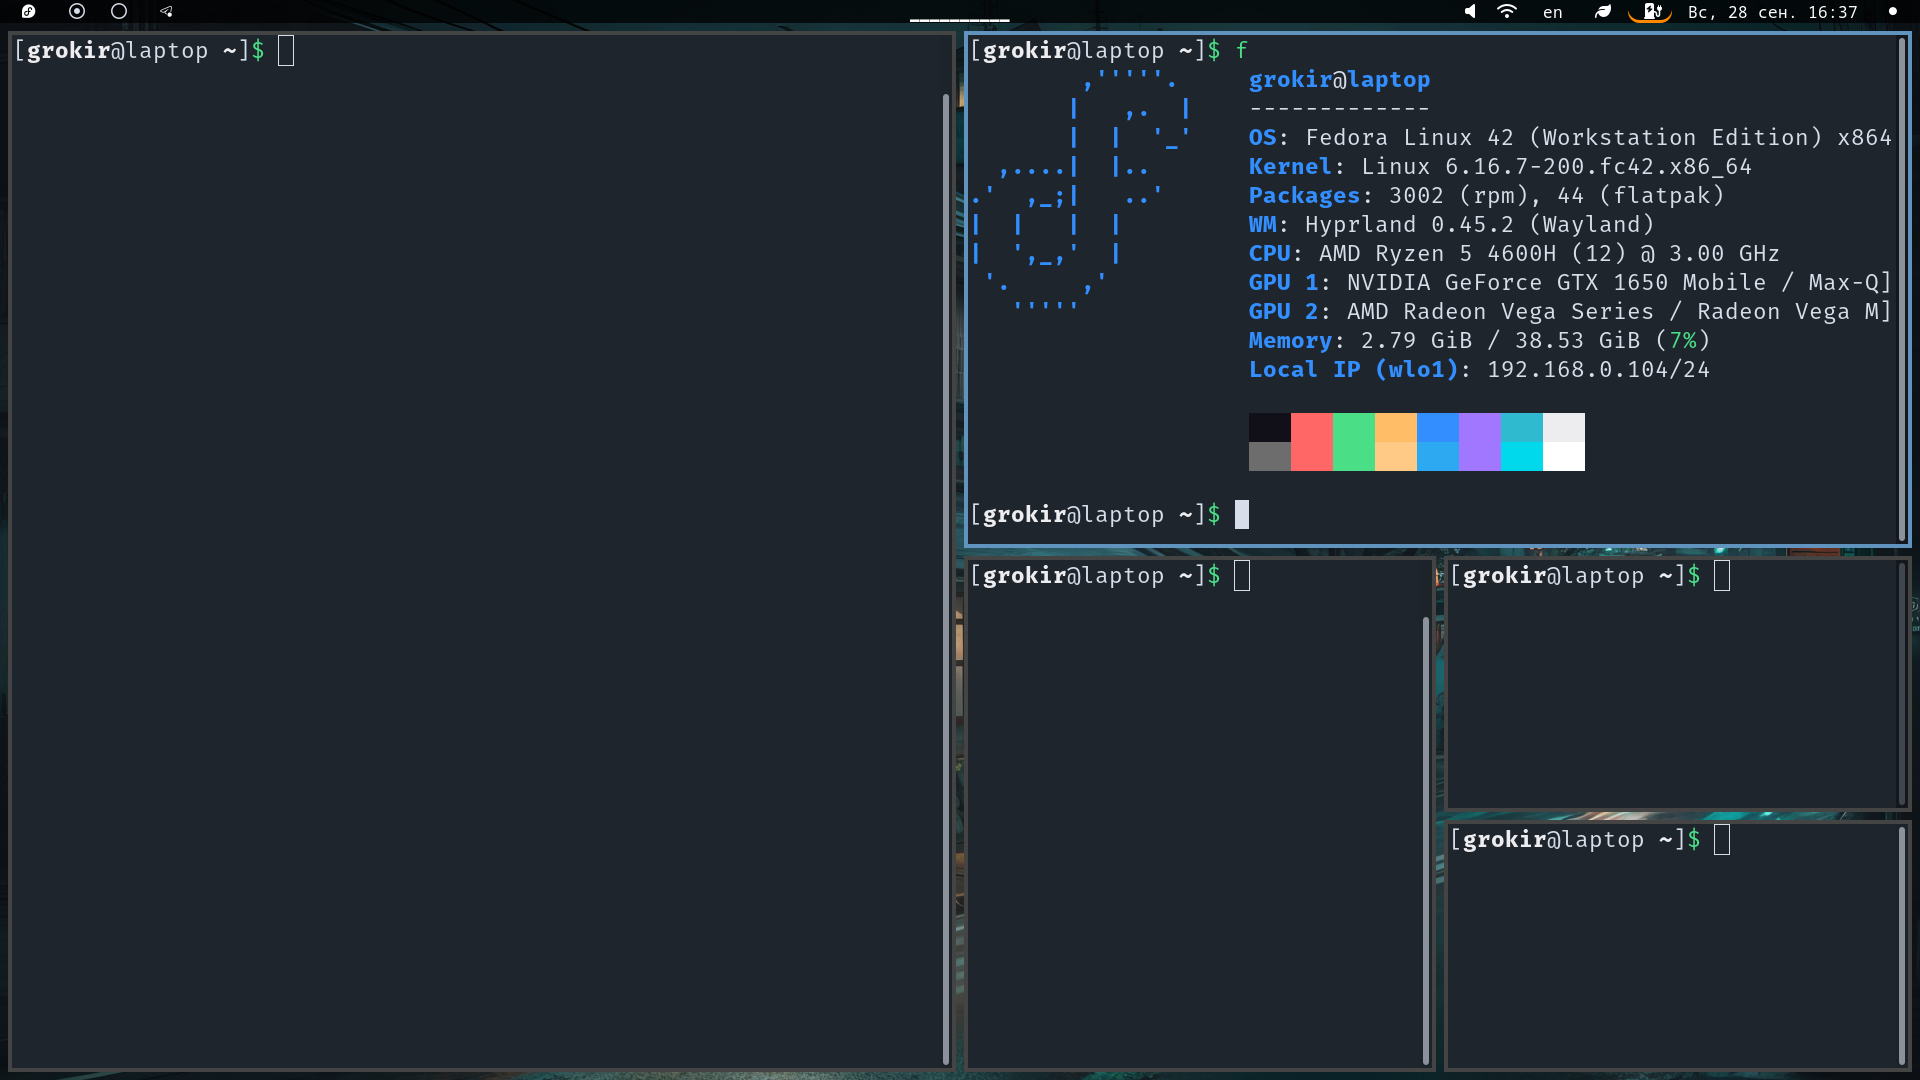 en
Вс, 28 сен. 16:37
[grokir@laptop ~]$
[grokir@laptop ~]$ f
grokir@laptop
-------------
OS: Fedora Linux 42 (Workstation Edition) x864
Kernel: Linux 6.16.7-200.fc42.x86_64
Packages: 3002 (rpm), 44 (flatpak)
WM: Hyprland 0.45.2 (Wayland)
CPU: AMD Ryzen 5 4600H (12) @ 3.00 GHz
GPU 1: NVIDIA GeForce GTX 1650 Mobile / Max-Q]
GPU 2: AMD Radeon Vega Series / Radeon Vega M]
Memory: 2.79 GiB / 38.53 GiB (7%)
Local IP (wlo1): 192.168.0.104/24
[grokir@laptop ~]$
[grokir@laptop ~]$
[grokir@laptop ~]$
[grokir@laptop ~]$